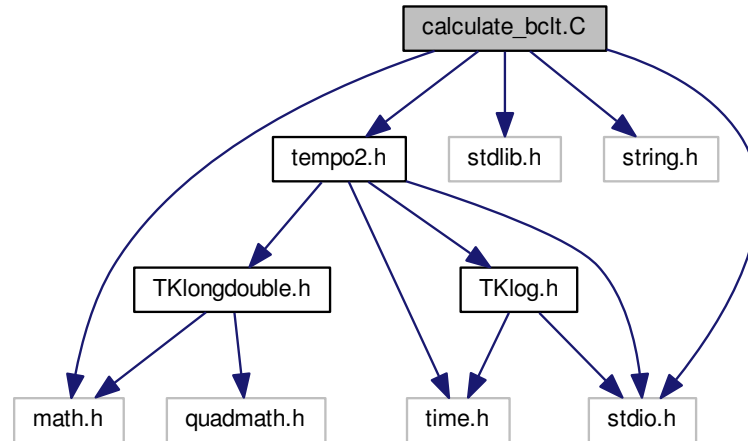 calculate_bclt.C
tempo2.h
stdlib.h
string.h
TKlongdouble.h
TKlog.h
math.h
quadmath.h
time.h
stdio.h